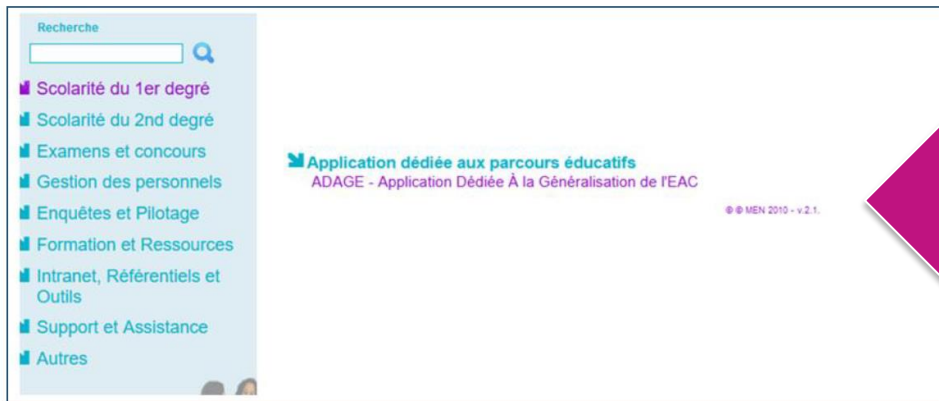 Recherche
Scolarité du 1er degré
Scolarité du 2nd degré
Examens et concours
Gestion des personnels
Enquêtes et Pilotage
Formation et Ressources
Intranet, Référentiels et
Outils
Support et Assistance
Autres
Application dédiée aux parcours éducatifs
ADAGE - Application Dédiée À la Généralisation de l'EAC
© © MEN 2010 - v.2.1.